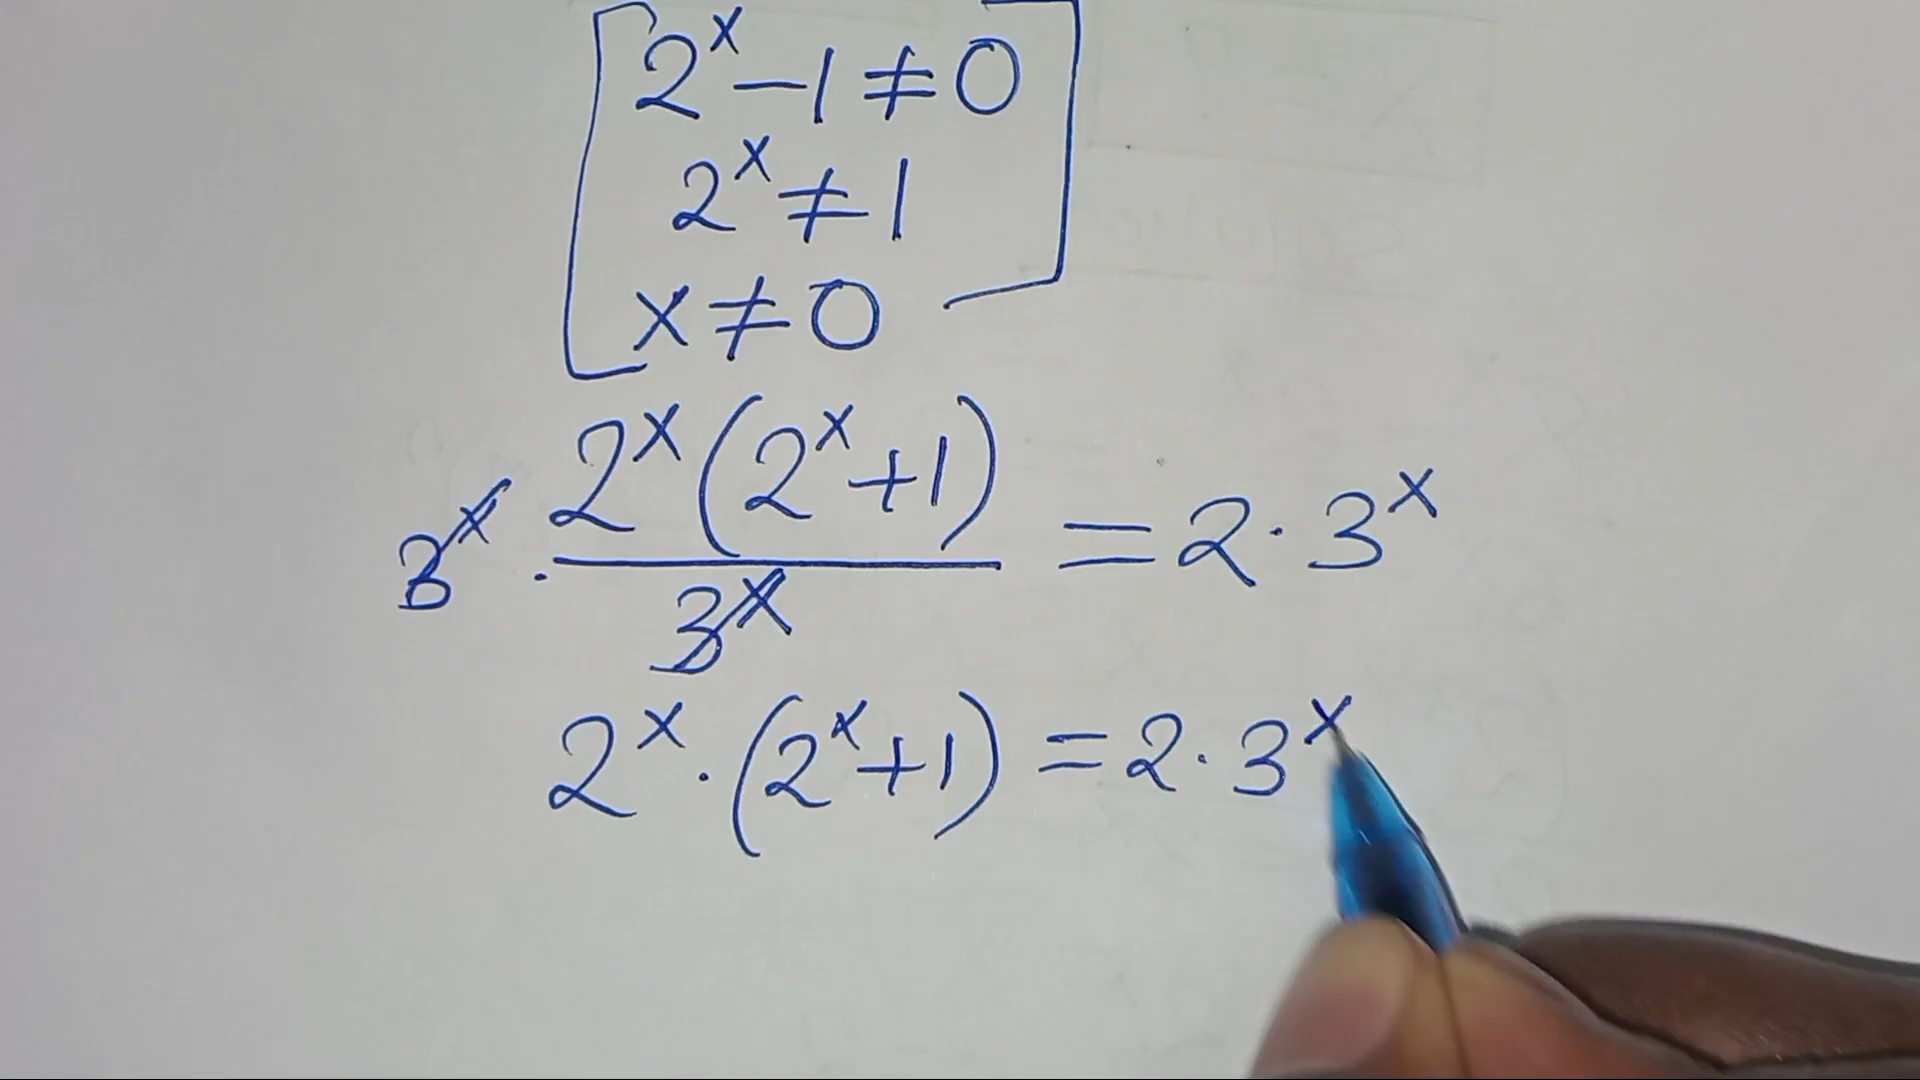 2^x - 1 ≠ 0
2^x ≠ 1
x ≠ 0
3^x · 2^x(2^x + 1) / 3^x = 2 · 3^x
2^x · (2^x + 1) = 2 · 3^x